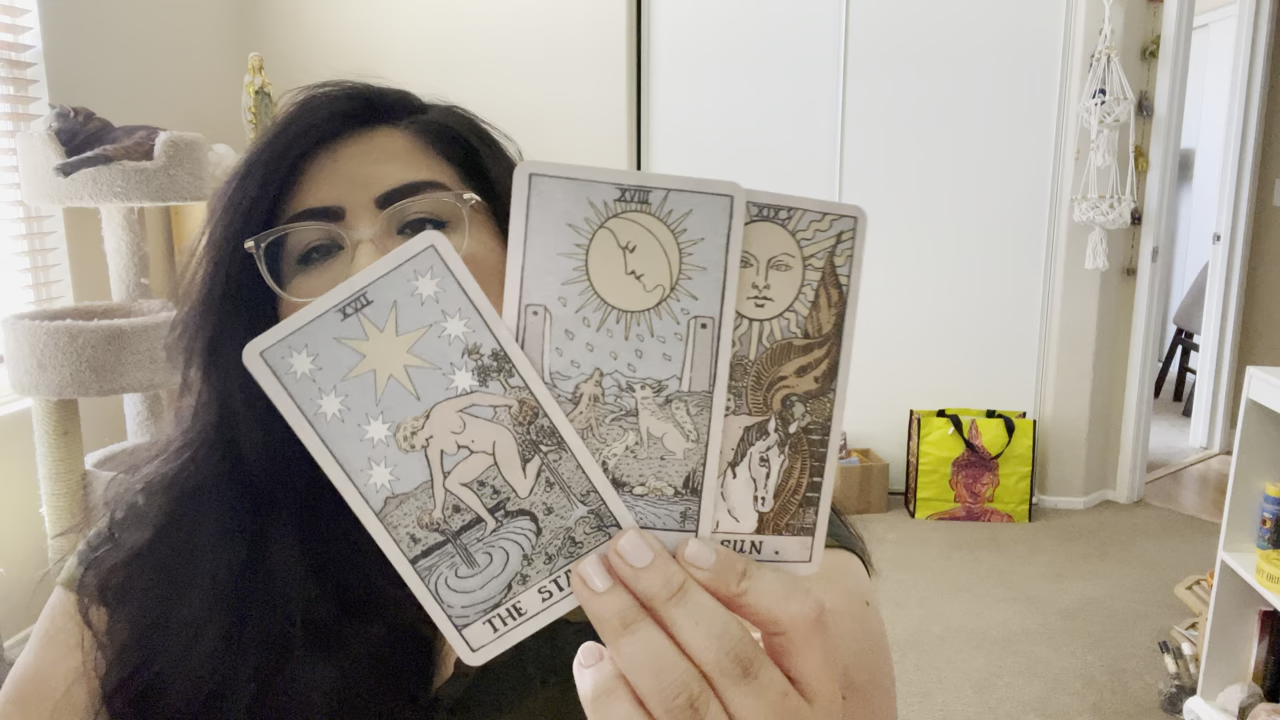 XVII
THE STA
XVIII
XIX
SUN .